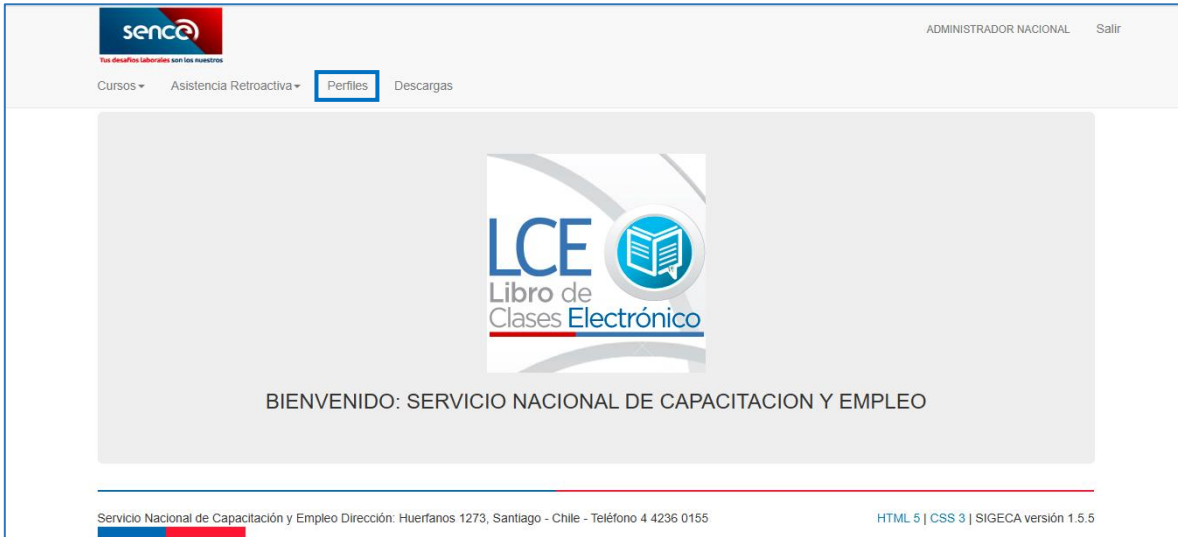 sence
Tus desafíos laborales son los nuestros
ADMINISTRADOR NACIONAL Salir
Cursos Asistencia Retroactiva Perfiles Descargas
LCE
Libro de
Clases Electrónico
BIENVENIDO: SERVICIO NACIONAL DE CAPACITACION Y EMPLEO
Servicio Nacional de Capacitación y Empleo Dirección: Huerfanos 1273, Santiago - Chile - Teléfono 4 4236 0155 HTML 5 | CSS 3 | SIGECA versión 1.5.5